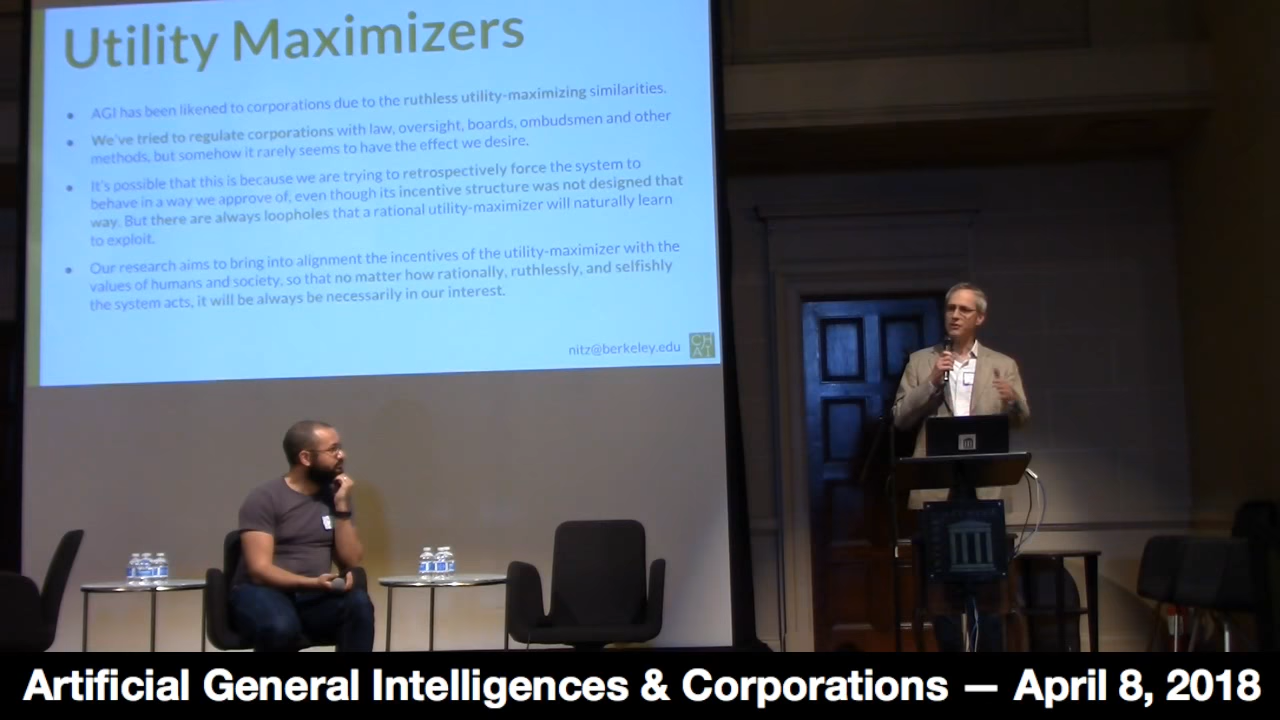 Utility Maximizers
● AGI has been likened to corporations due to the ruthless utility-maximizing similarities.
● We've tried to regulate corporations with law, oversight, boards, ombudsmen and other
methods, but somehow it rarely seems to have the effect we desire.
● It's possible that this is because we are trying to retrospectively force the system to
behave in a way we approve of, even though its incentive structure was not designed that
way. But there are always loopholes that a rational utility-maximizer will naturally learn
to exploit.
● Our research aims to bring into alignment the incentives of the utility-maximizer with the
values of humans and society, so that no matter how rationally, ruthlessly, and selfishly
the system acts, it will be always be necessarily in our interest.
nitz@berkeley.edu
CH
AI
Artificial General Intelligences & Corporations — April 8, 2018